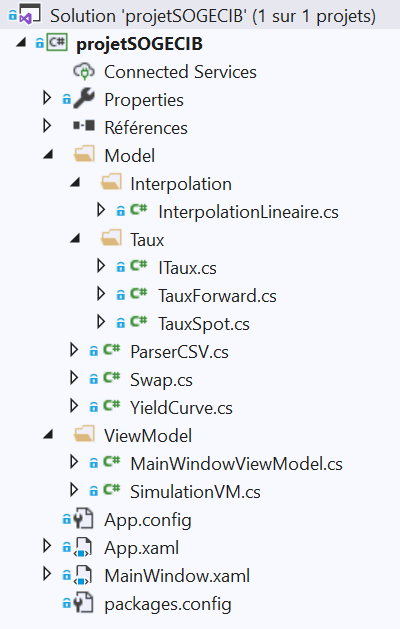 Solution 'projetSOGECIB' (1 sur 1 projets)
C# projetSOGECIB
Connected Services
Properties
Références
Model
Interpolation
C# InterpolationLineaire.cs
Taux
C# ITaux.cs
C# TauxForward.cs
C# TauxSpot.cs
C# ParserCSV.cs
C# Swap.cs
C# YieldCurve.cs
ViewModel
C# MainWindowViewModel.cs
C# SimulationVM.cs
App.config
App.xaml
MainWindow.xaml
packages.config